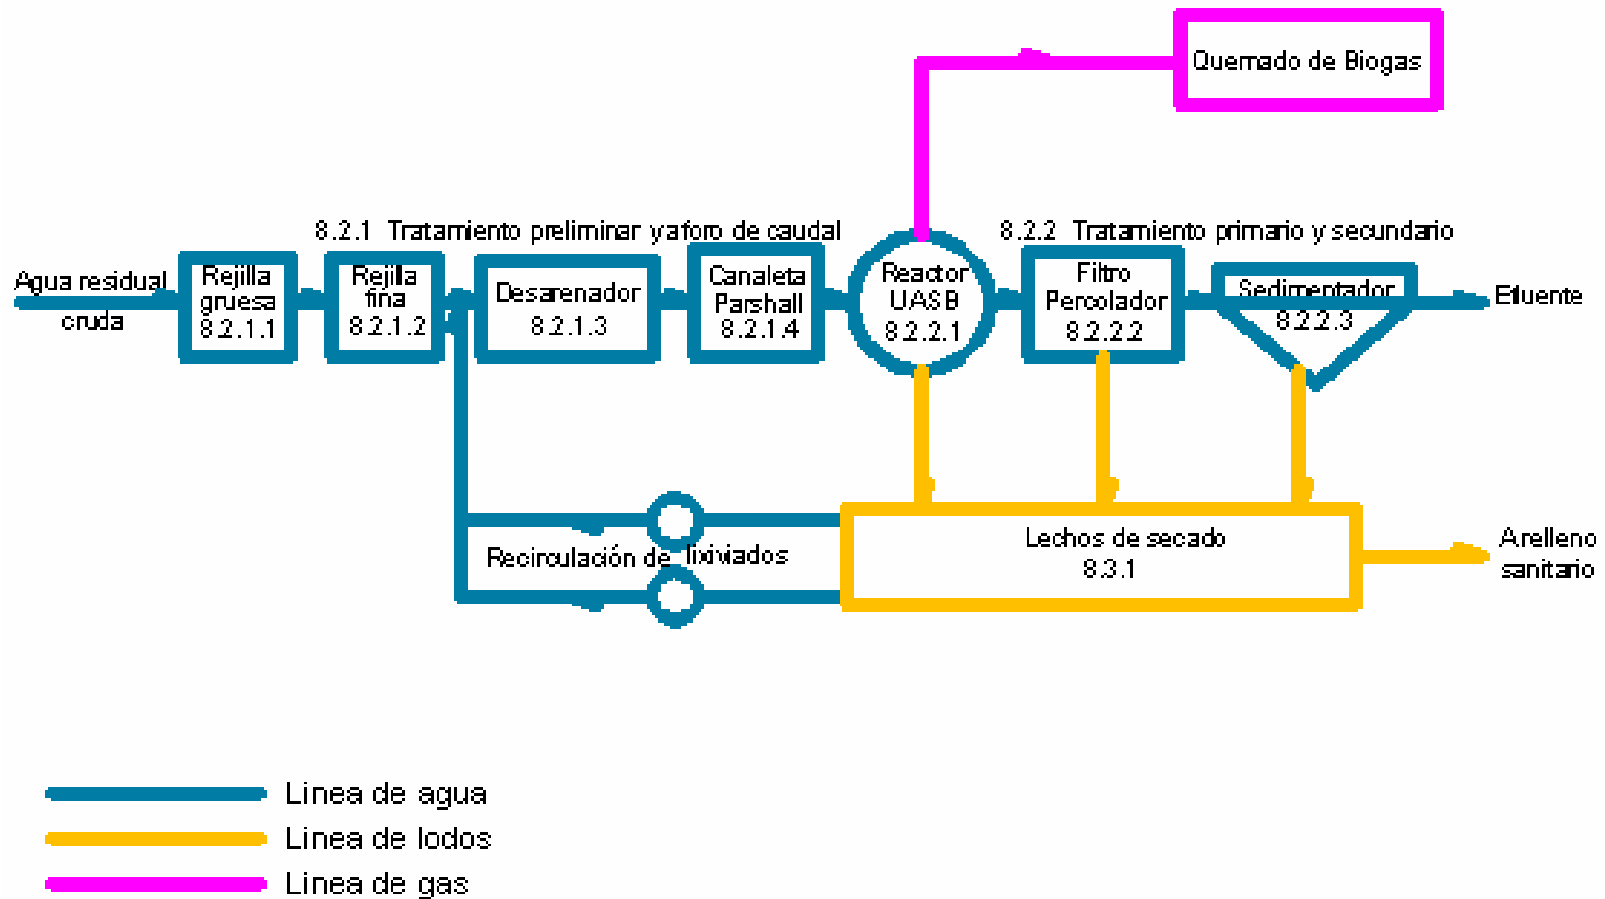 Quemado de Biogas
8.2.1 Tratamiento preliminar y aforo de caudal
8.2.2 Tratamiento primario y secundario
Agua residual
cruda
Rejilla
gruesa
8.2.1.1
Rejilla
fina
8.2.1.2
Desarenador
8.2.1.3
Canaleta
Parshall
8.2.1.4
Reactor
UASB
8.2.2.1
Filtro
Percolador
8.2.2.2
Sedimentador
8.2.2.3
Efluente
Recirculación de lixiviados
Lechos de secado
8.3.1
A relleno
sanitario
Linea de agua
Linea de lodos
Linea de gas